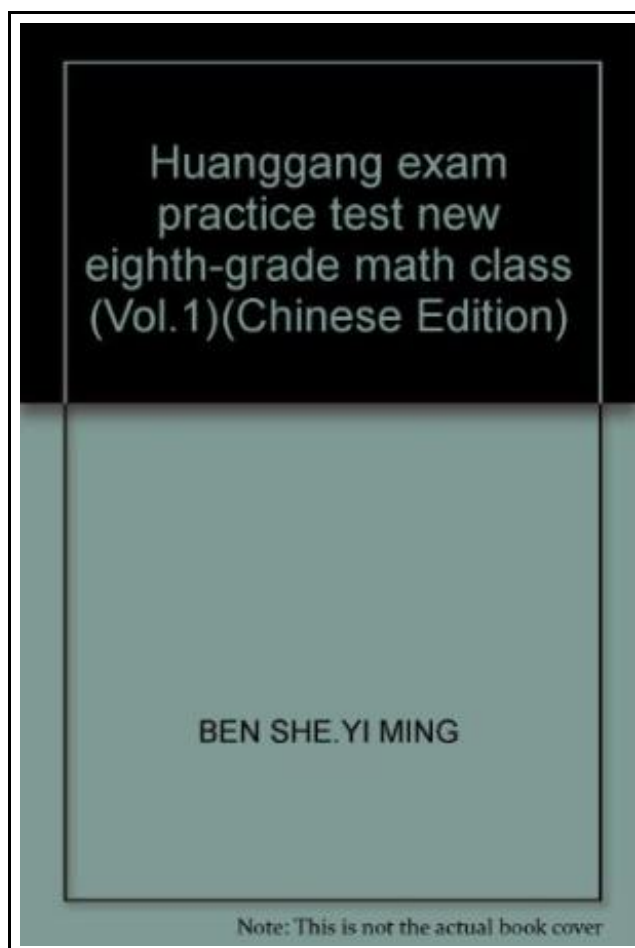 Huanggang exam
practice test new
eighth-grade math class
(Vol.1)(Chinese Edition)
BEN SHE.YI MING
Note: This is not the actual book cover